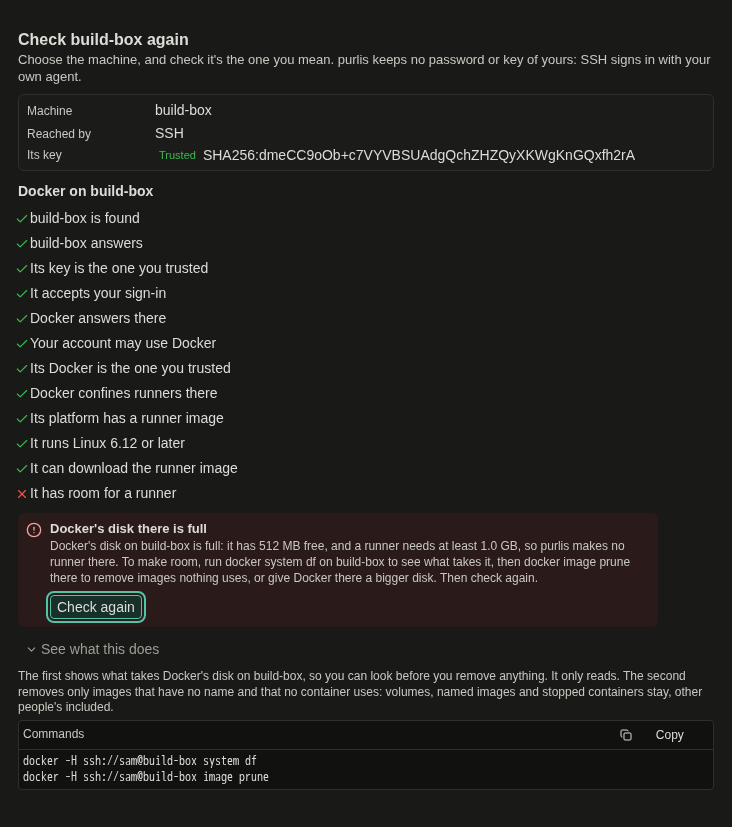 Check build-box again
Choose the machine, and check it's the one you mean. purlis keeps no password or key of yours: SSH signs in with your
own agent.
Machine build-box
Reached by SSH
Its key Trusted SHA256:dmeCC9oOb+c7VYVBSUAdgQchZHZQyXKWgKnGQxfh2rA
Docker on build-box
build-box is found
build-box answers
Its key is the one you trusted
It accepts your sign-in
Docker answers there
Your account may use Docker
Its Docker is the one you trusted
Docker confines runners there
Its platform has a runner image
It runs Linux 6.12 or later
It can download the runner image
It has room for a runner
Docker's disk there is full
Docker's disk on build-box is full: it has 512 MB free, and a runner needs at least 1.0 GB, so purlis makes no
runner there. To make room, run docker system df on build-box to see what takes it, then docker image prune
there to remove images nothing uses, or give Docker there a bigger disk. Then check again.
Check again
See what this does
The first shows what takes Docker's disk on build-box, so you can look before you remove anything. It only reads. The second
removes only images that have no name and that no container uses: volumes, named images and stopped containers stay, other
people's included.
Commands Copy
docker -H ssh://sam@build-box system df
docker -H ssh://sam@build-box image prune